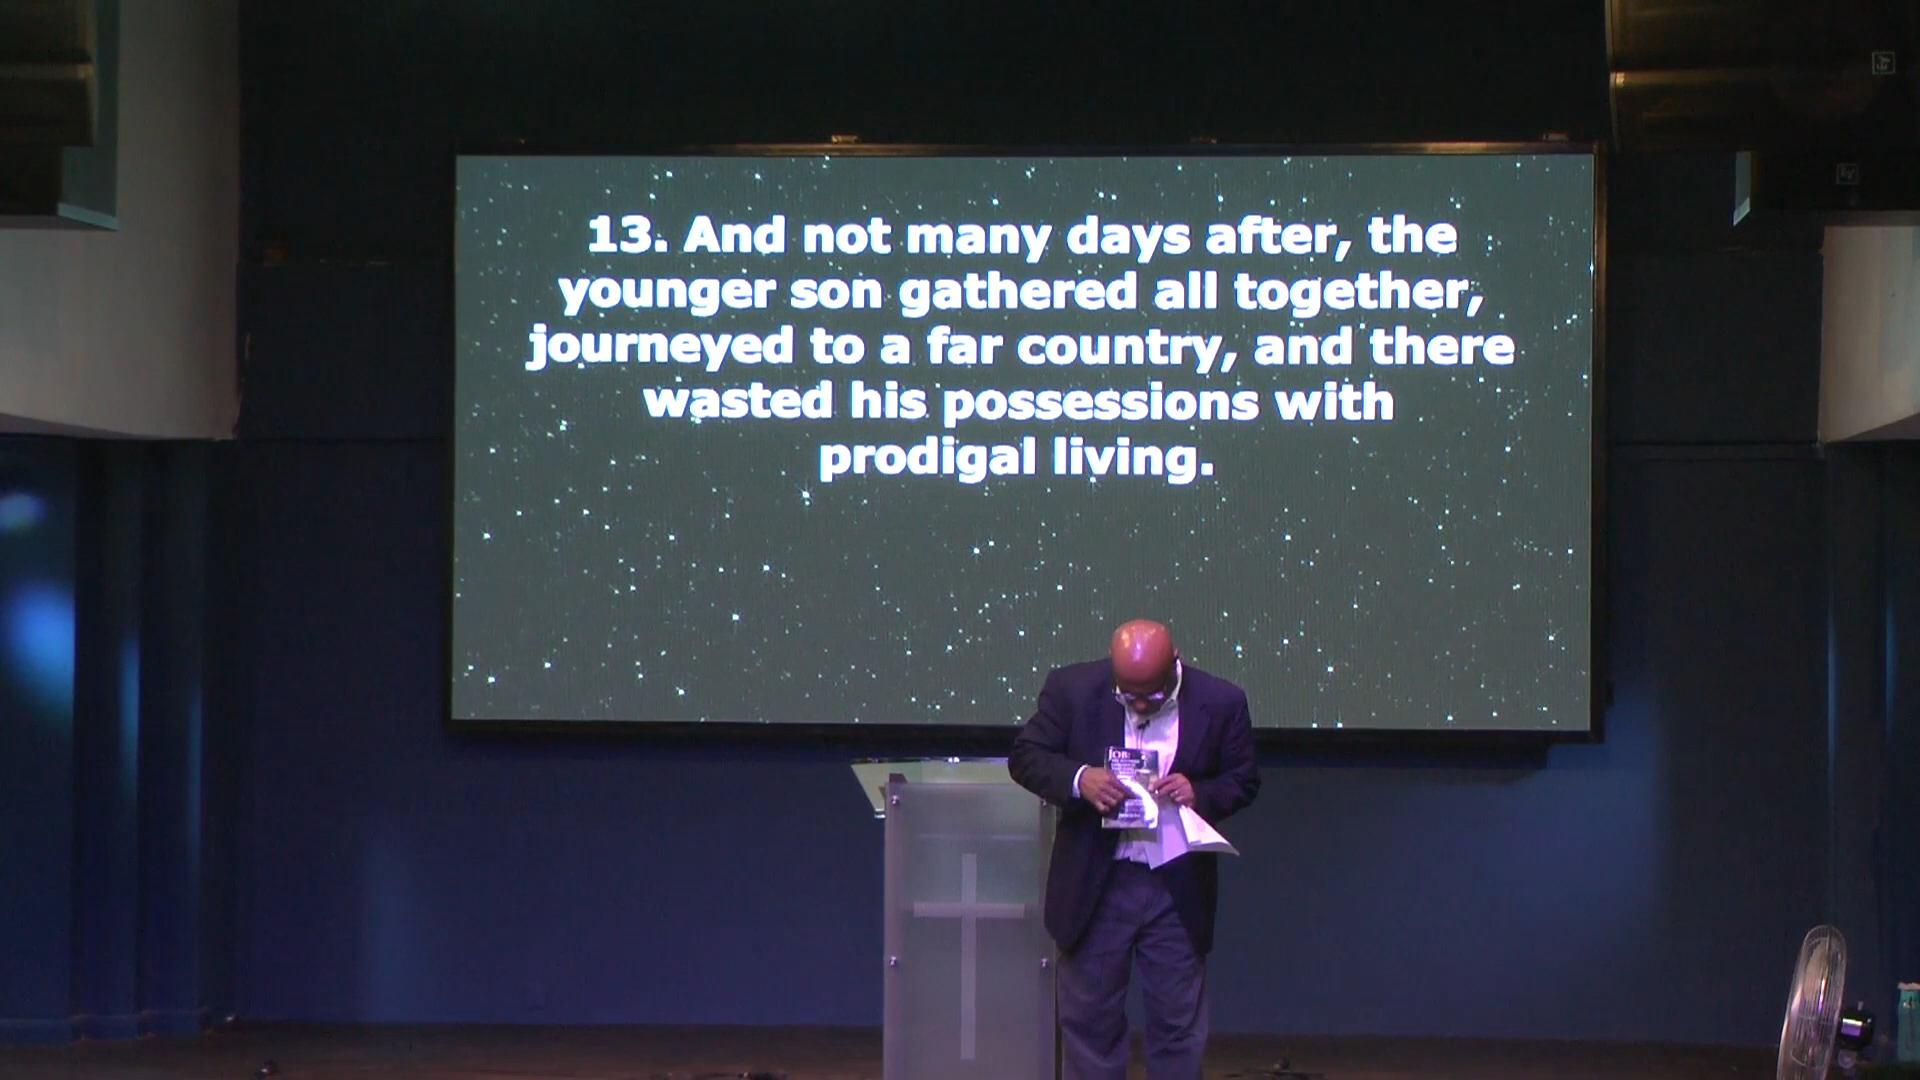 13. And not many days after, the
younger son gathered all together,
journeyed to a far country, and there
wasted his possessions with
prodigal living.
JOB: